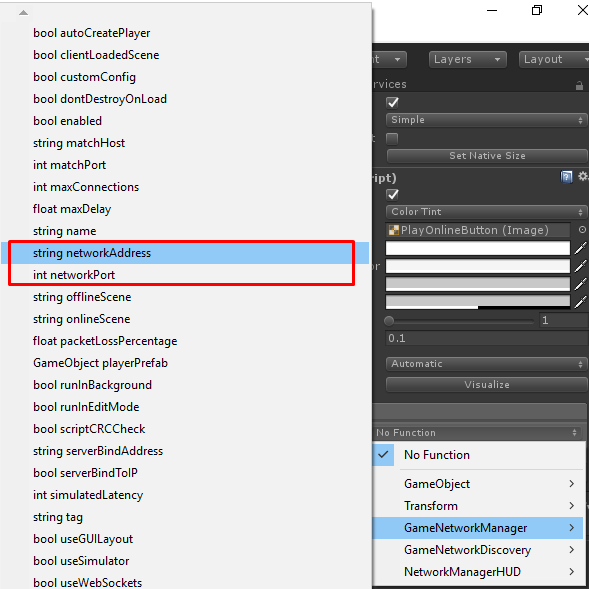 bool autoCreatePlayer
bool clientLoadedScene
bool customConfig
bool dontDestroyOnLoad
bool enabled
string matchHost
int matchPort
int maxConnections
float maxDelay
string name
string networkAddress
int networkPort
string offlineScene
string onlineScene
float packetLossPercentage
GameObject playerPrefab
bool runInBackground
bool runInEditMode
bool scriptCRCCheck
string serverBindAddress
bool serverBindToIP
int simulatedLatency
string tag
bool useGUILayout
bool useSimulator
bool useWebSockets
nt Layers Layout
rvices
Simple
t
Set Native Size
ript)
Color Tint
PlayOnlineButton (Image)
or
1
0.1
Automatic
Visualize
No Function
No Function
GameObject
Transform
GameNetworkManager
GameNetworkDiscovery
NetworkManagerHUD